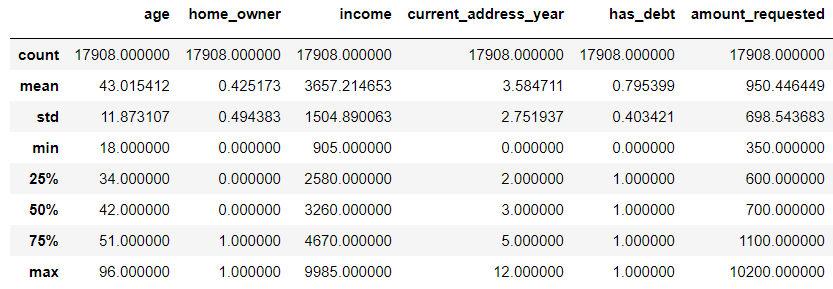 age home_owner income current_address_year has_debt amount_requested
count 17908.000000 17908.000000 17908.000000 17908.000000 17908.000000 17908.000000
mean 43.015412 0.425173 3657.214653 3.584711 0.795399 950.446449
std 11.873107 0.494383 1504.890063 2.751937 0.403421 698.543683
min 18.000000 0.000000 905.000000 0.000000 0.000000 350.000000
25% 34.000000 0.000000 2580.000000 2.000000 1.000000 600.000000
50% 42.000000 0.000000 3260.000000 3.000000 1.000000 700.000000
75% 51.000000 1.000000 4670.000000 5.000000 1.000000 1100.000000
max 96.000000 1.000000 9985.000000 12.000000 1.000000 10200.000000